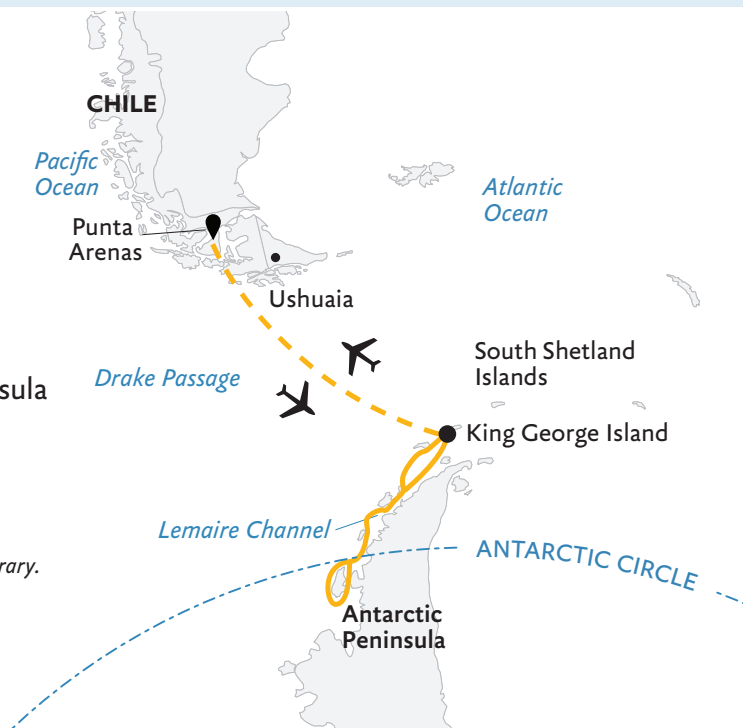 CHILE
Pacific
Ocean
Atlantic
Ocean
Punta
Arenas
Ushuaia
South Shetland
Islands
Drake Passage
sula
King George Island
Lemaire Channel
ANTARCTIC CIRCLE
rary.
Antarctic
Peninsula